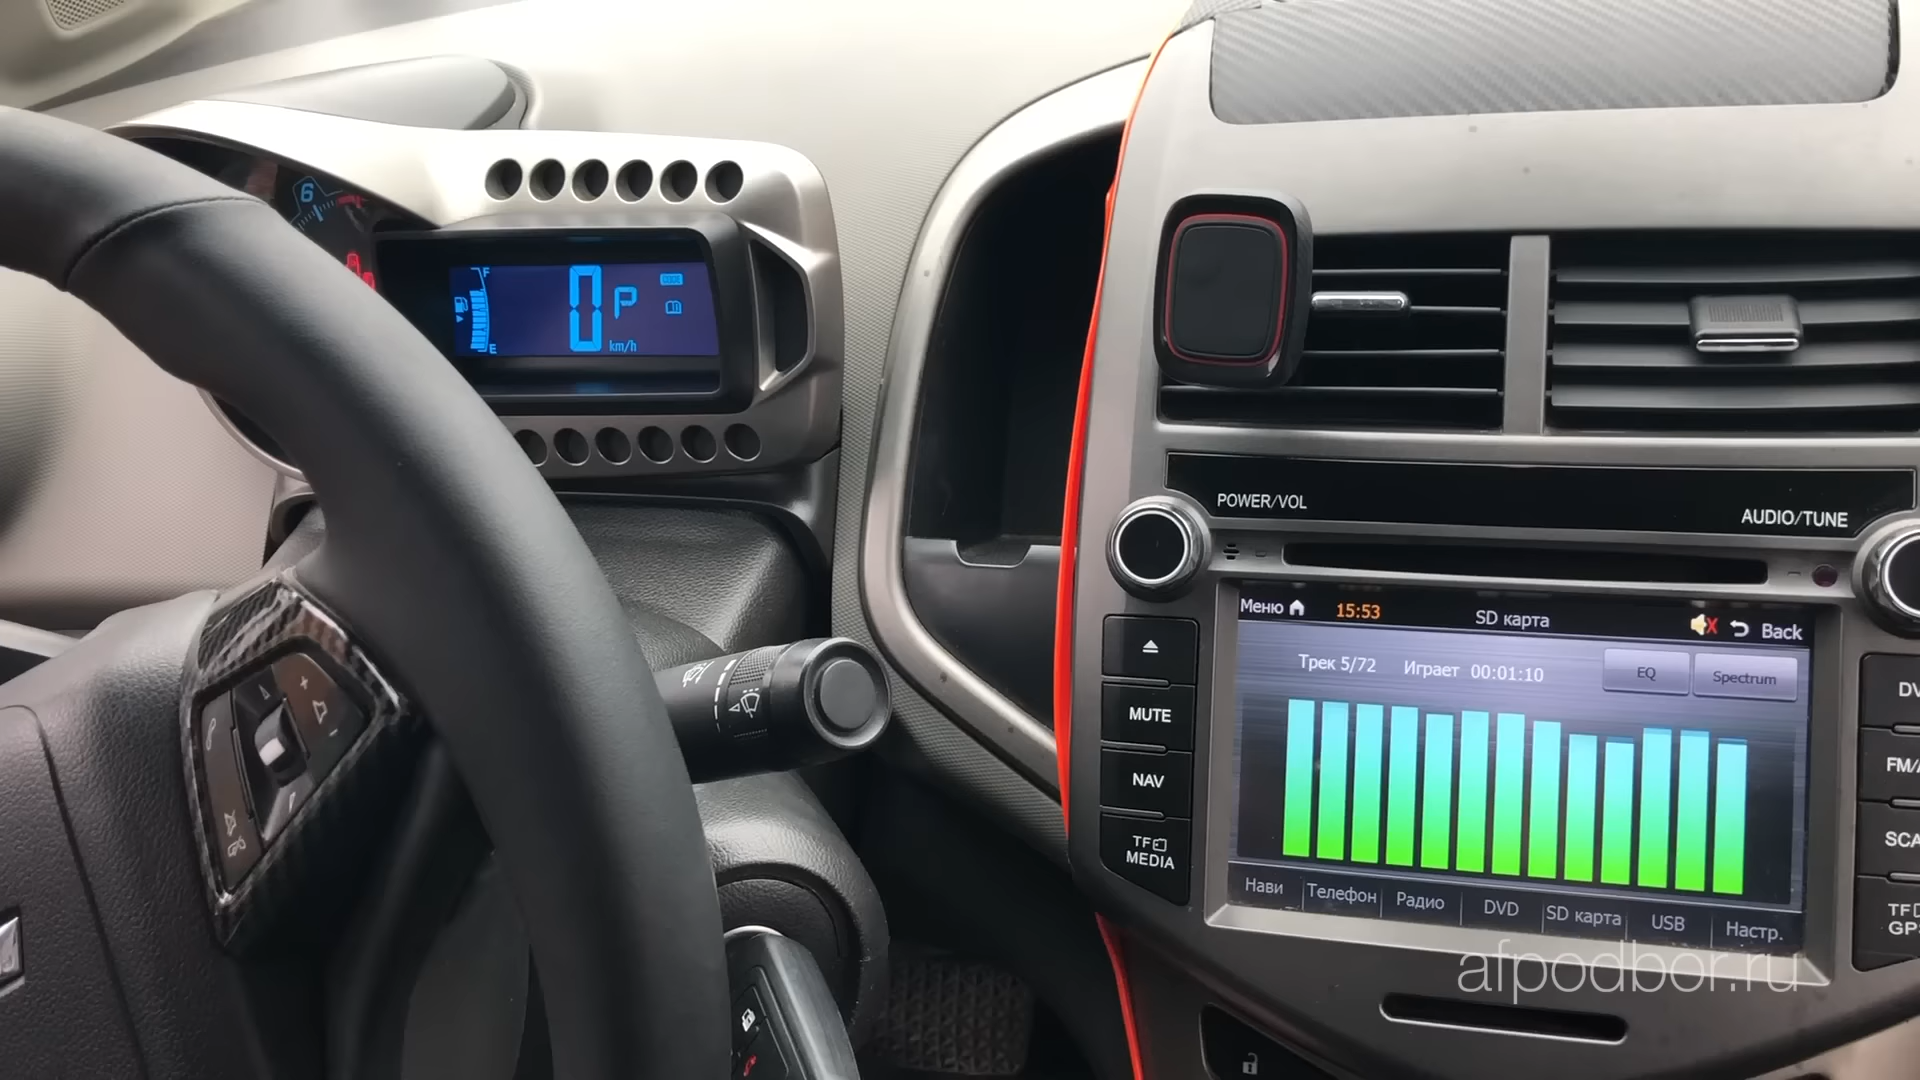 6
F
0 P
E
km/h
POWER/VOL
AUDIO/TUNE
Меню 15:53 SD карта Back
Трек 5/72 Играет 00:01:10 EQ Spectrum
MUTE
NAV
TF
MEDIA
Нави Телефон Радио DVD SD карта USB Настр.
afpodbor.ru